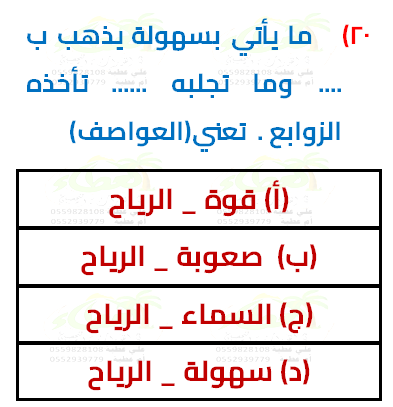 ٢٠) ما يأتي بسهولة يذهب ب
.... وما تجلبه ...... تأخذه
الزوابع . تعني(العواصف)
(أ) قوة _ الرياح
(ب) صعوبة _ الرياح
(ج) السماء _ الرياح
(د) سهولة _ الرياح